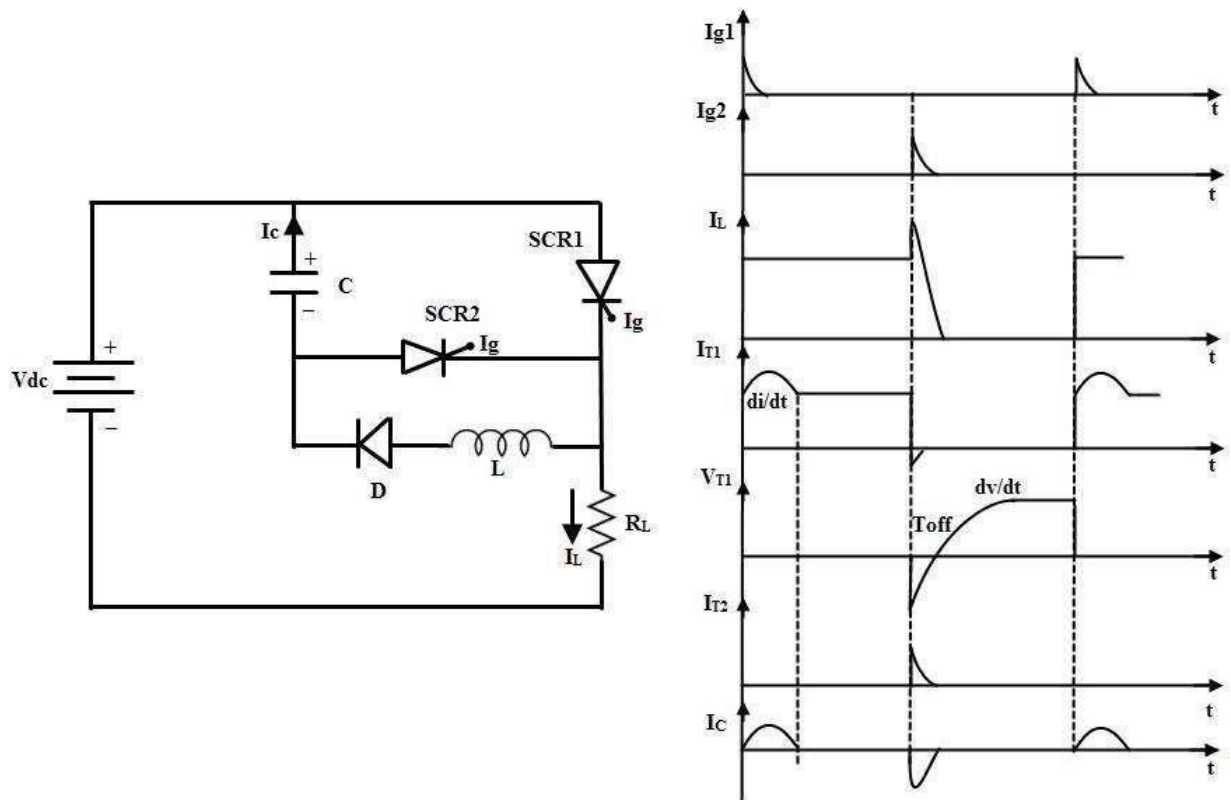 Ic
+
C
–
SCR1
Ig
SCR2
Ig
+
Vdc
–
D
L
IL
RL
Ig1
t
Ig2
t
IL
t
IT1
di/dt
t
VT1
dv/dt
Toff
t
IT2
t
IC
t